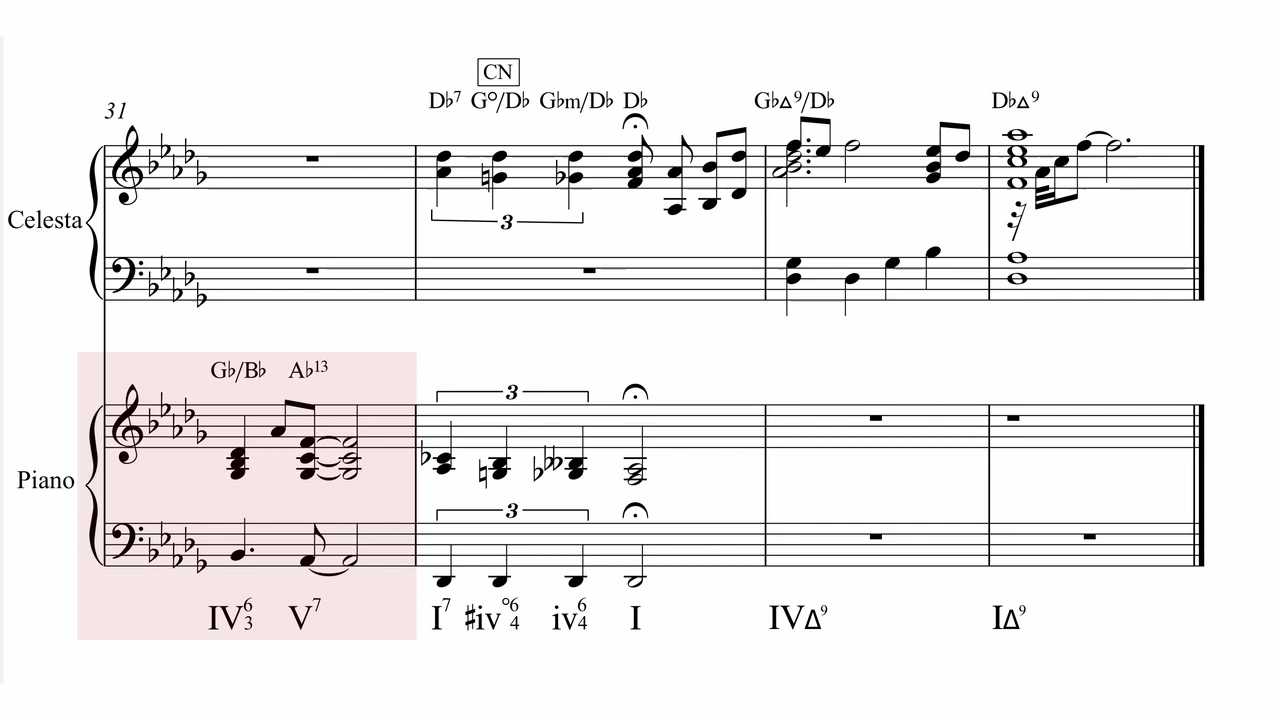 31
CN
D♭7 G°/D♭ G♭m/D♭ D♭ G♭Δ9/D♭ D♭Δ9
3
Celesta
G♭/B♭ A♭13
3
Piano
3
IV6 3 V7 I7 #iv°6 4 iv6 4 I IVΔ9 IΔ9